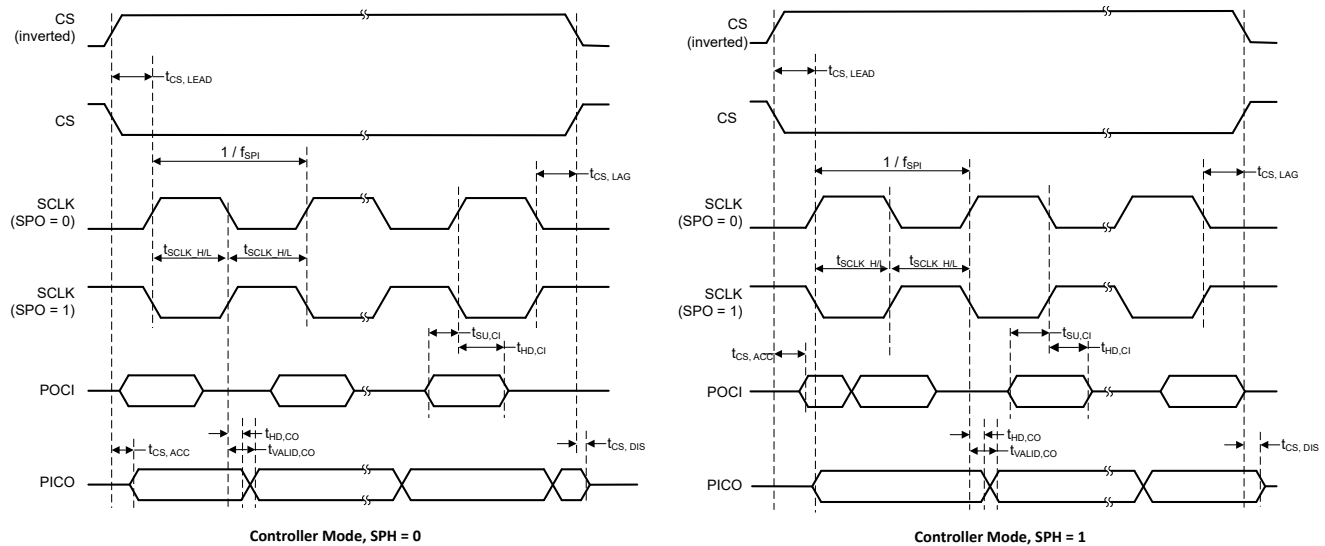 CS
(inverted)
tCS, LEAD
CS
1 / fSPI
tCS, LAG
SCLK
(SPO = 0)
tSCLK_H/L
tSCLK_H/L
SCLK
(SPO = 1)
tSU,CI
tHD,CI
POCI
tHD,CO
tCS, ACC
tVALID,CO
tCS, DIS
PICO
Controller Mode, SPH = 0
CS
(inverted)
tCS, LEAD
CS
1 / fSPI
tCS, LAG
SCLK
(SPO = 0)
tSCLK_H/L
tSCLK_H/L
SCLK
(SPO = 1)
tSU,CI
tCS, ACC
tHD,CI
POCI
tHD,CO
tVALID,CO
tCS, DIS
PICO
Controller Mode, SPH = 1